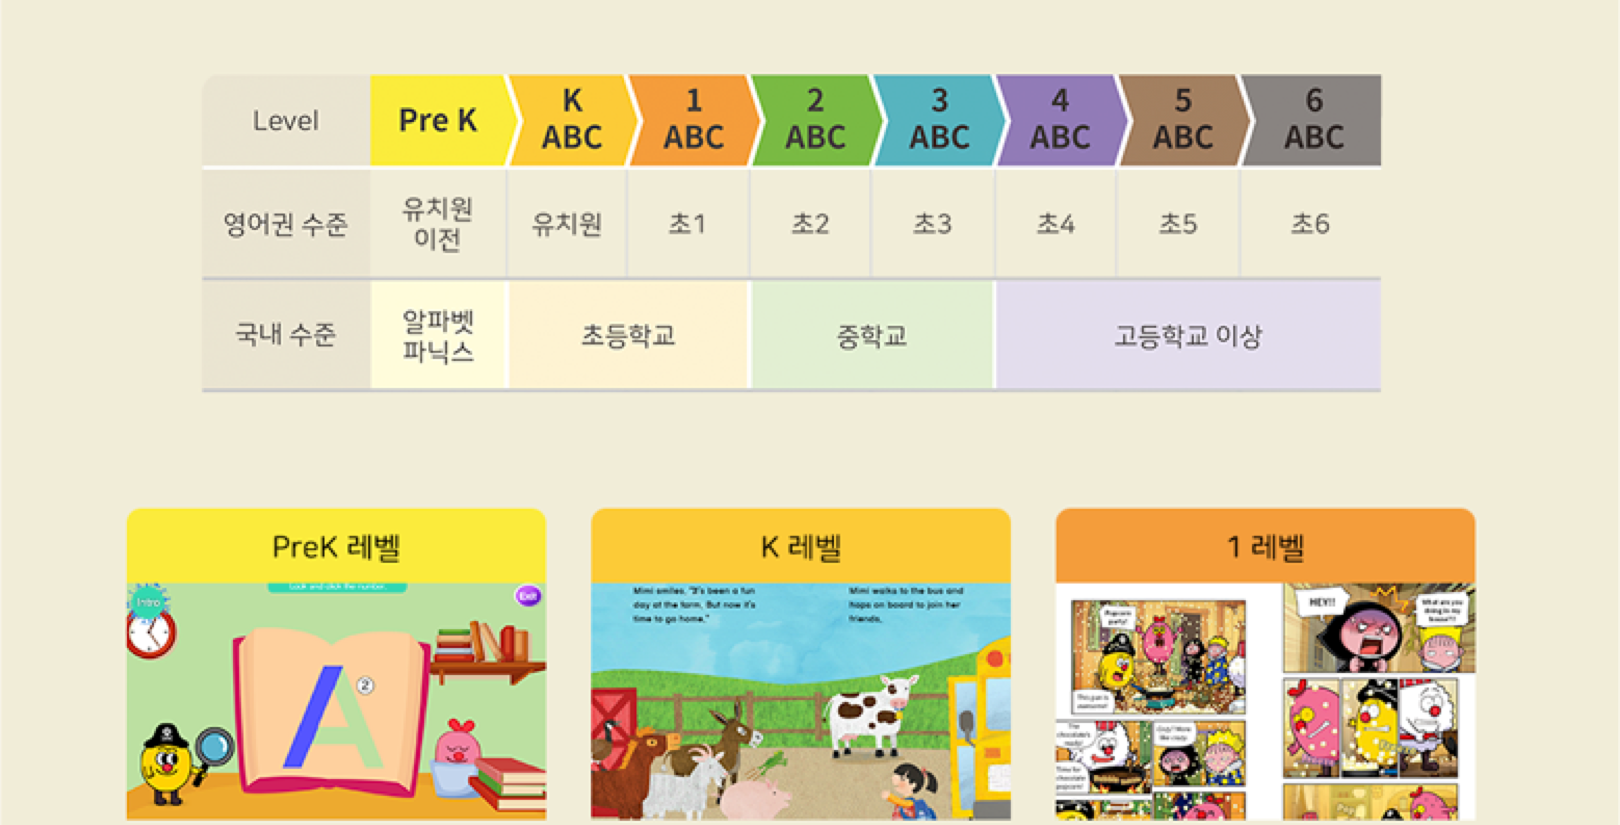 Level
Pre K
K
ABC
1
ABC
2
ABC
3
ABC
4
ABC
5
ABC
6
ABC
영어권 수준
유치원
이전
유치원
초1
초2
초3
초4
초5
초6
국내 수준
알파벳
파닉스
초등학교
중학교
고등학교 이상
PreK 레벨
Look and click the number.
Intro
Exit
A
2
K 레벨
Mimi smiles. "It's been a fun
day at the farm. But now it's
time to go home."
Mimi walks to the bus and
hops on board to join her
friends.
1 레벨
Popcorn
party!
This fun is
awesome!
The
chocolate's
ready!
Time for
chocolate
popcorn!
HEY!!
What are you
doing in my
house?!